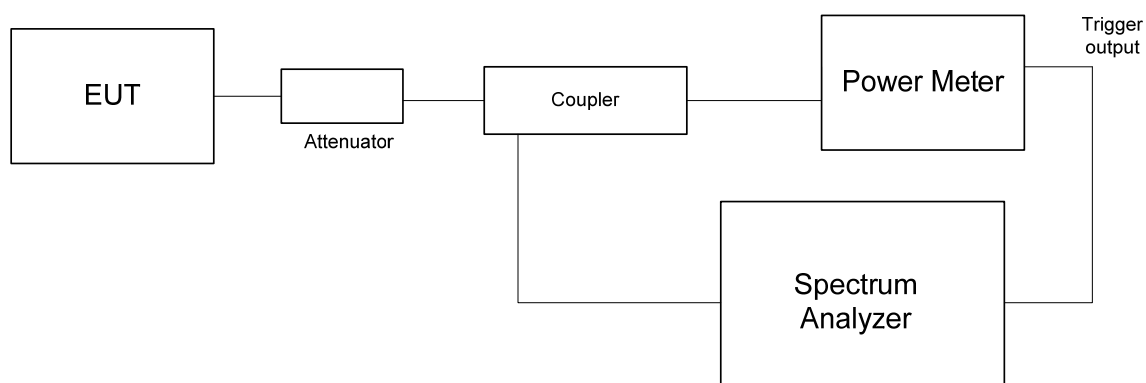 Trigger
output
EUT
Attenuator
Coupler
Power Meter
Spectrum
Analyzer